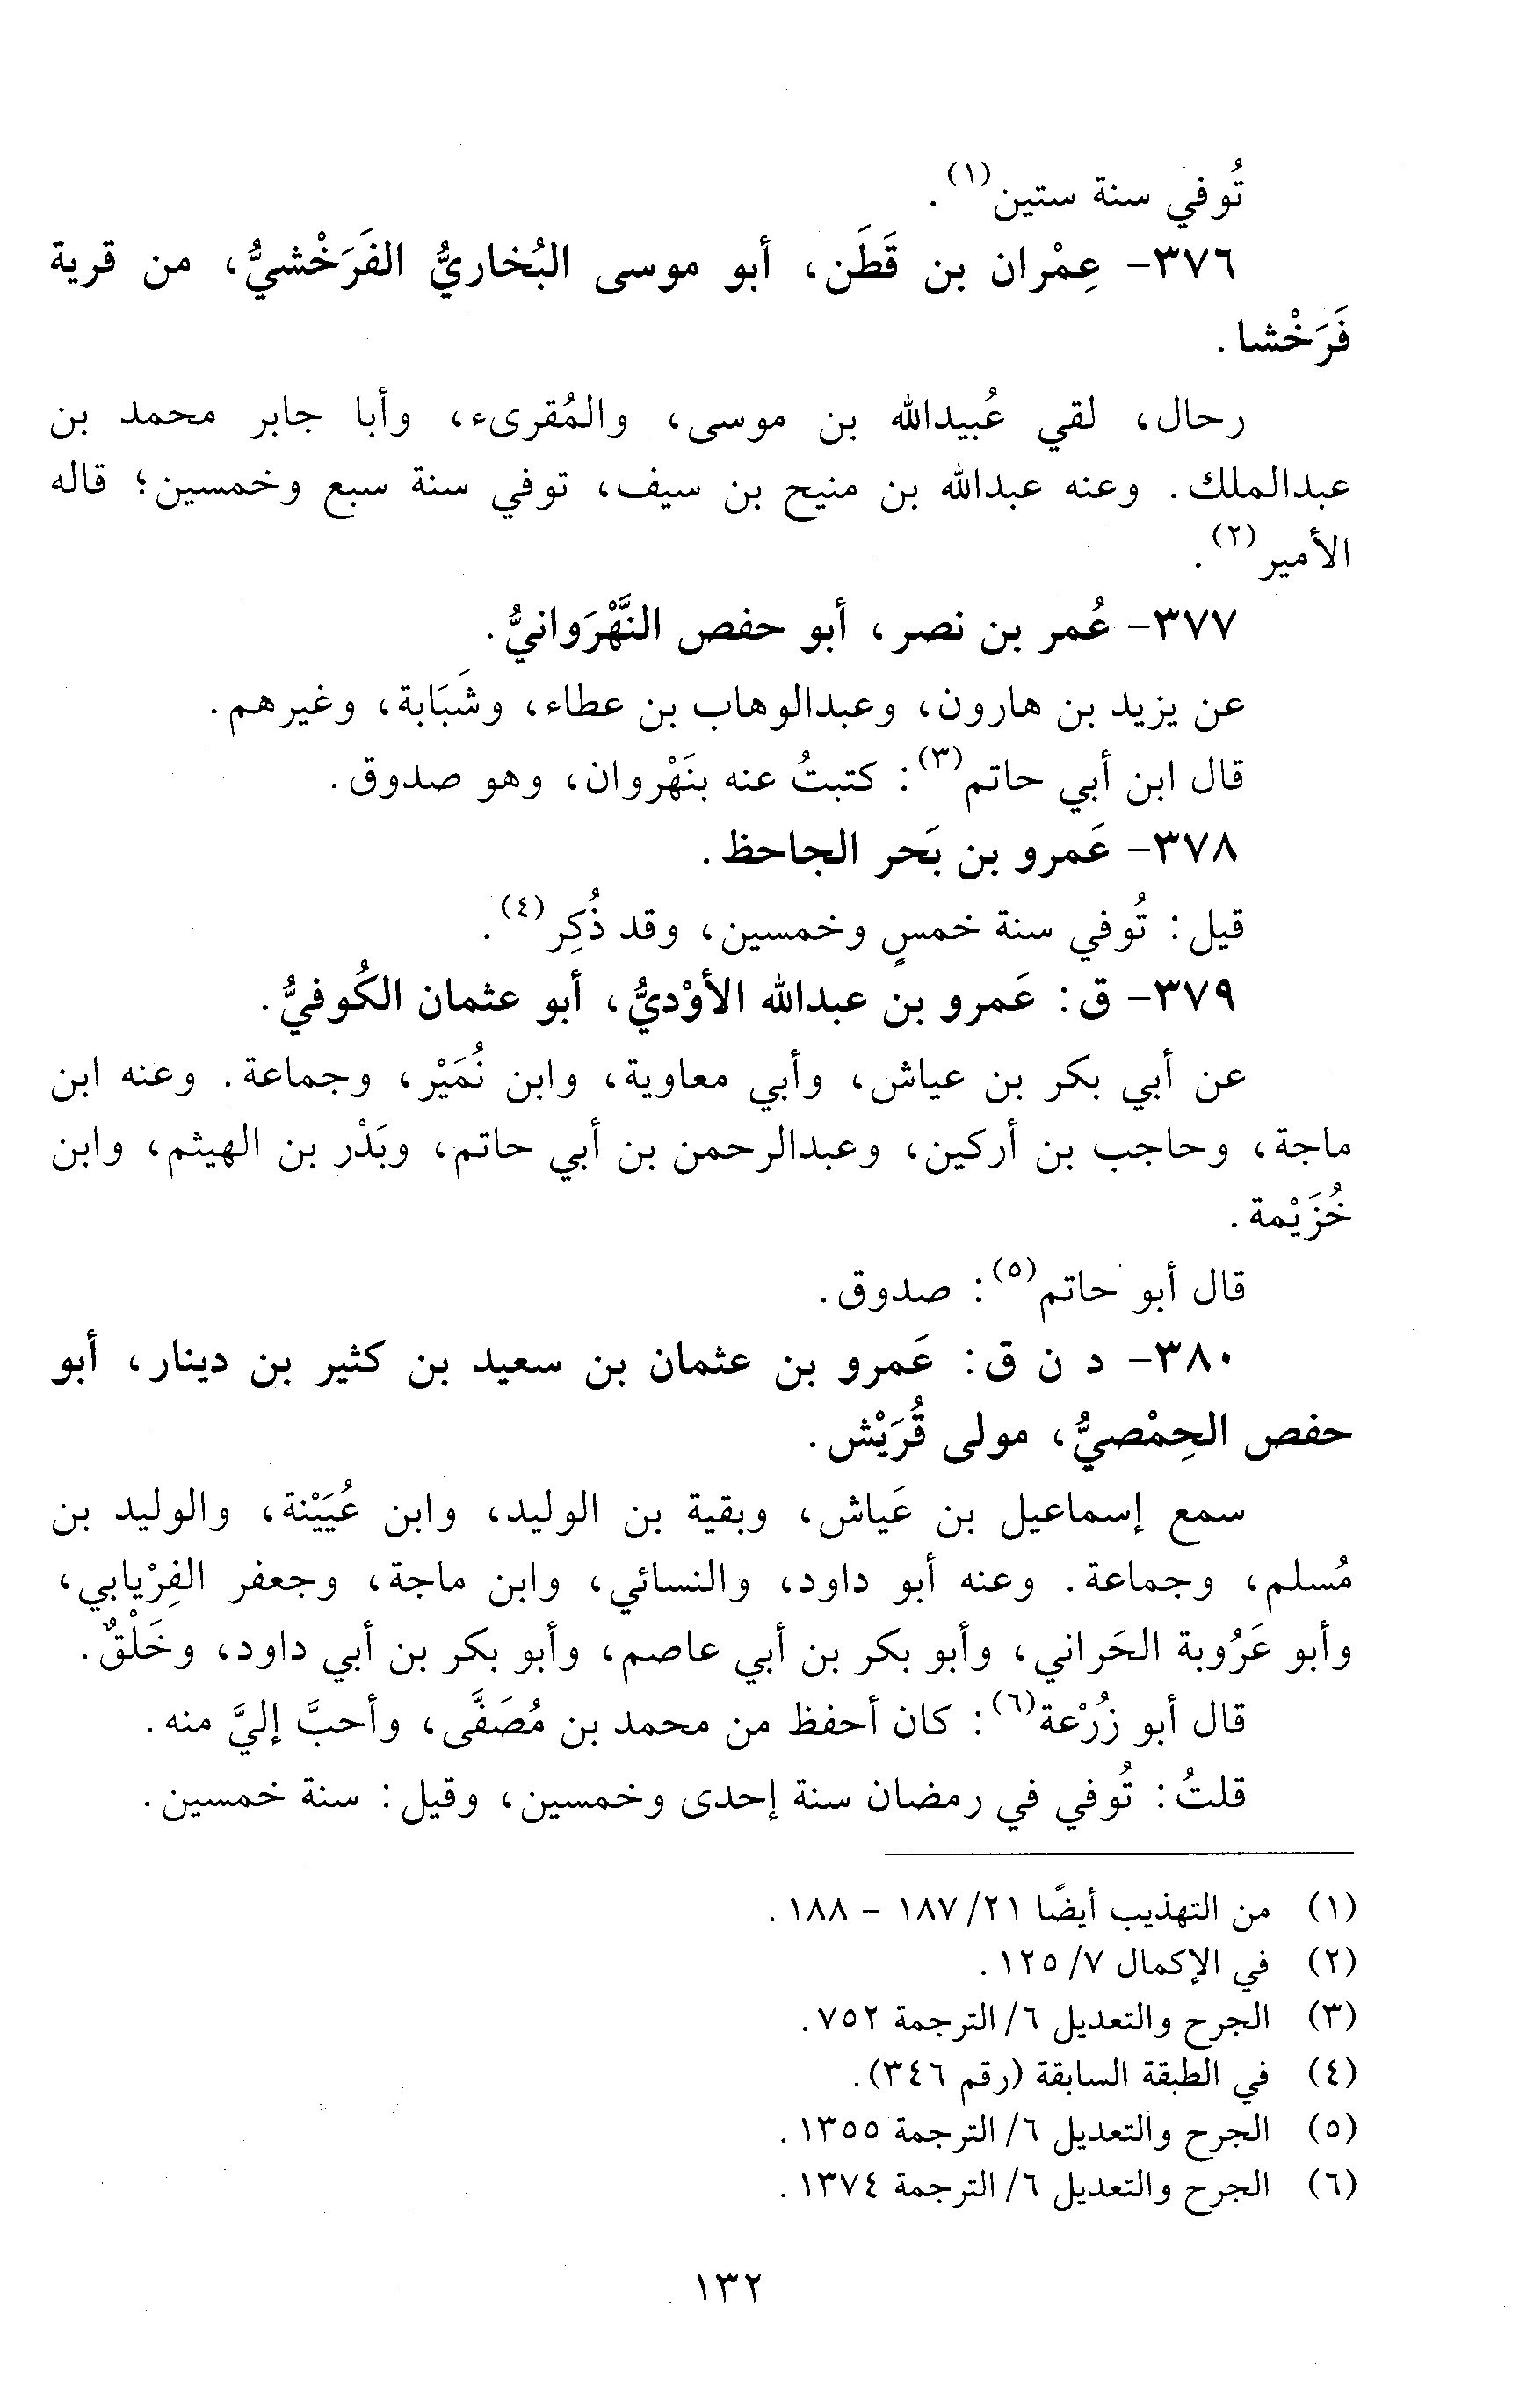 تُوفي سنة ستين(١).
٣٧٦- عِمْران بن قَطَن، أبو موسى البُخاريُّ الفَرَخْشيُّ، من قرية
فَرَخْشا.
رحال، لقي عُبيدالله بن موسى، والمُقرىء، وأبا جابر محمد بن
عبدالملك. وعنه عبدالله بن منيح بن سيف، توفي سنة سبع وخمسين؛ قاله
الأمير(٢).
٣٧٧- عُمر بن نصر، أبو حفص النَّهْرَوانيُّ.
عن يزيد بن هارون، وعبدالوهاب بن عطاء، وشَبَابة، وغيرهم.
قال ابن أبي حاتم(٣): كتبتُ عنه بنَهْروان، وهو صدوق.
٣٧٨- عَمرو بن بَحر الجاحظ.
قيل: تُوفي سنة خمسٍ وخمسين، وقد ذُكِر(٤).
٣٧٩- ق: عَمرو بن عبدالله الأوْديُّ، أبو عثمان الكُوفيُّ.
عن أبي بكر بن عياش، وأبي معاوية، وابن نُمَيْر، وجماعة. وعنه ابن
ماجة، وحاجب بن أركين، وعبدالرحمن بن أبي حاتم، وبَدْر بن الهيثم، وابن
خُزَيْمة.
قال أبو حاتم(٥): صدوق.
٣٨٠- د ن ق: عَمرو بن عثمان بن سعيد بن كثير بن دينار، أبو
حفص الحِمْصيُّ، مولى قُرَيْش.
سمع إسماعيل بن عَياش، وبقية بن الوليد، وابن عُيَيْنة، والوليد بن
مُسلم، وجماعة. وعنه أبو داود، والنسائي، وابن ماجة، وجعفر الفِرْيابي،
وأبو عَرُوبة الحَراني، وأبو بكر بن أبي عاصم، وأبو بكر بن أبي داود، وخَلْقٌ.
قال أبو زُرْعة(٦): كان أحفظ من محمد بن مُصَفَّى، وأحبَّ إليَّ منه.
قلتُ: تُوفي في رمضان سنة إحدى وخمسين، وقيل: سنة خمسين.
(١) من التهذيب أيضًا ٢١/ ١٨٧ - ١٨٨.
(٢) في الإكمال ٧/ ١٢٥.
(٣) الجرح والتعديل ٦/ الترجمة ٧٥٢.
(٤) في الطبقة السابقة (رقم ٣٤٦).
(٥) الجرح والتعديل ٦/ الترجمة ١٣٥٥.
(٦) الجرح والتعديل ٦/ الترجمة ١٣٧٤.
١٣٢